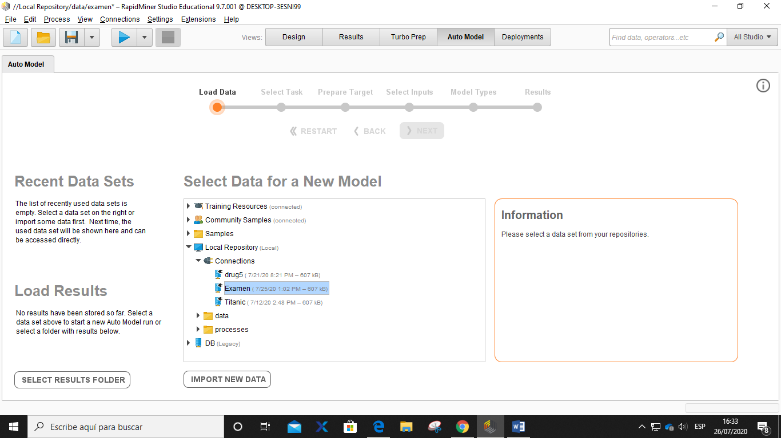 //Local Repository/data/examen* – RapidMiner Studio Educational 9.7.001 @ DESKTOP-3ESNI99
File Edit Process View Connections Settings Extensions Help
Views: Design Results Turbo Prep Auto Model Deployments Find data, operators...etc All Studio
Auto Model
Load Data Select Task Prepare Target Select Inputs Model Types Results
RESTART BACK NEXT
Recent Data Sets
The list of recently used data sets is
empty. Select a data set on the right or
import some data first. Next time, the
used data set will be shown here and can
be accessed directly.
Load Results
No results have been stored so far. Select a
data set above to start a new Auto Model run or
select a folder with results below.
SELECT RESULTS FOLDER
Select Data for a New Model
Training Resources (connected)
Community Samples (connected)
Samples
Local Repository (Local)
Connections
drug5 ( 7/21/20 8:21 PM – 607 kB)
Examen ( 7/25/20 1:02 PM – 607 kB)
Titanic ( 7/12/20 2:48 PM – 607 kB)
data
processes
DB (Legacy)
IMPORT NEW DATA
Information
Please select a data set from your repositories.
Escribe aquí para buscar
ESP
16:33
26/07/2020
8